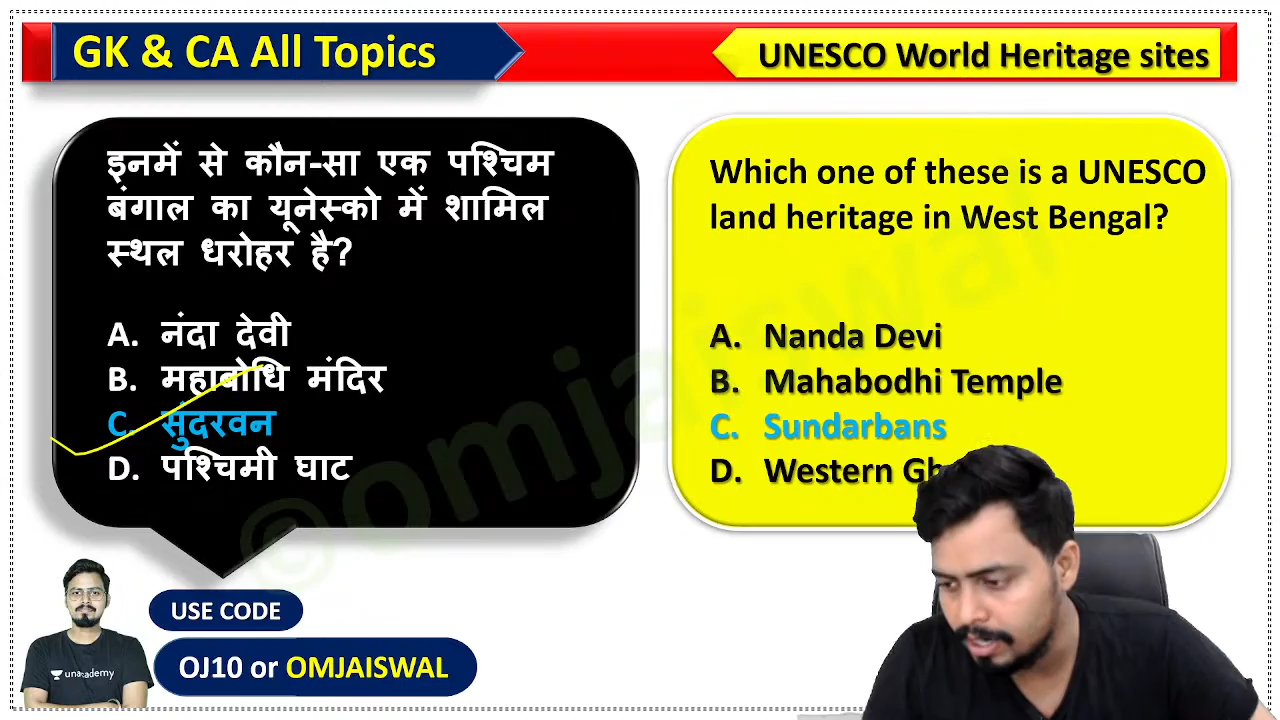 GK & CA All Topics
UNESCO World Heritage sites
इनमें से कौन-सा एक पश्चिम
बंगाल का यूनेस्को में शामिल
स्थल धरोहर है?
A. नंदा देवी
B. महाबोधि मंदिर
C. सुंदरवन
D. पश्चिमी घाट
Which one of these is a UNESCO
land heritage in West Bengal?
A. Nanda Devi
B. Mahabodhi Temple
C. Sundarbans
D. Western
©omjaiswal
USE CODE
OJ10 or OMJAISWAL
unacademy